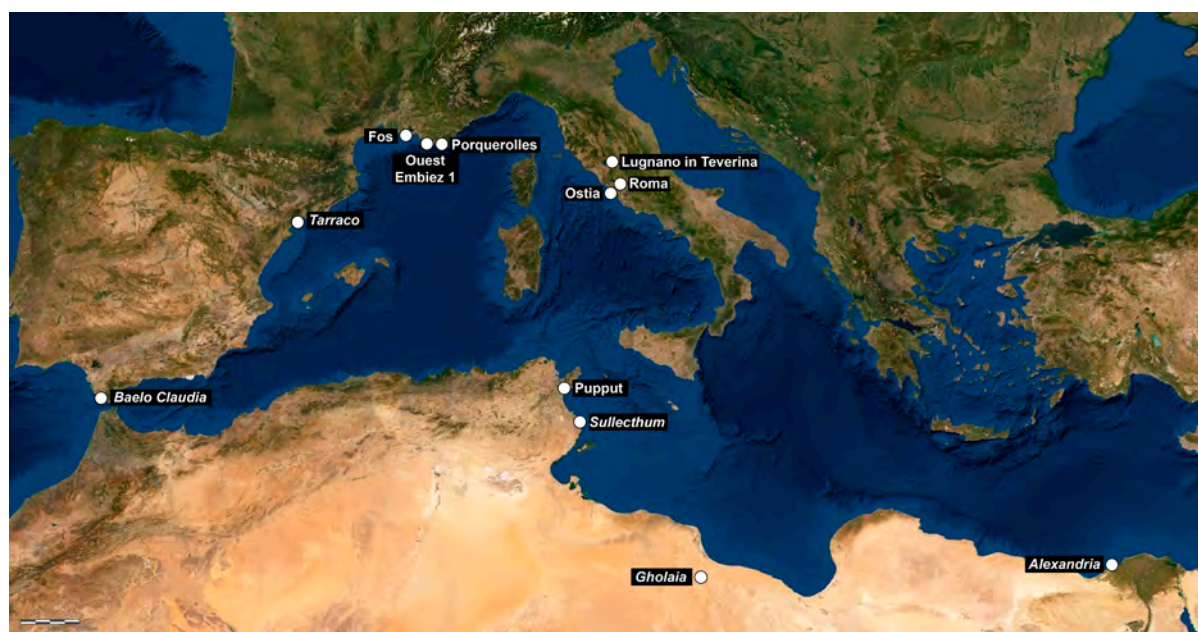 Fos
Porquerolles
Ouest
Embiez 1
Lugnano in Teverina
Roma
Ostia
Tarraco
Pupput
Baelo Claudia
Sullecthum
Alexandria
Gholaia